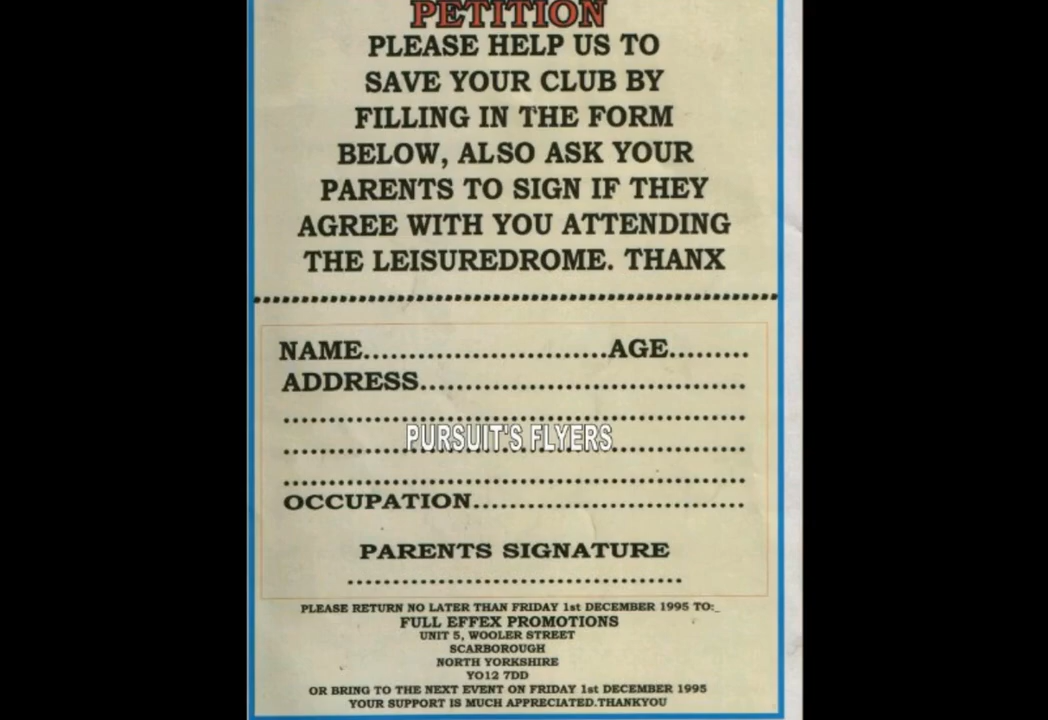 PETITION
PLEASE HELP US TO
SAVE YOUR CLUB BY
FILLING IN THE FORM
BELOW, ALSO ASK YOUR
PARENTS TO SIGN IF THEY
AGREE WITH YOU ATTENDING
THE LEISUREDROME. THANX
NAME...........................AGE.........
ADDRESS....................................
PURSUIT'S FLYERS
OCCUPATION..............................
PARENTS SIGNATURE
PLEASE RETURN NO LATER THAN FRIDAY 1st DECEMBER 1995 TO:_
FULL EFFEX PROMOTIONS
UNIT 5, WOOLER STREET
SCARBOROUGH
NORTH YORKSHIRE
YO12 7DD
OR BRING TO THE NEXT EVENT ON FRIDAY 1st DECEMBER 1995
YOUR SUPPORT IS MUCH APPRECIATED.THANKYOU